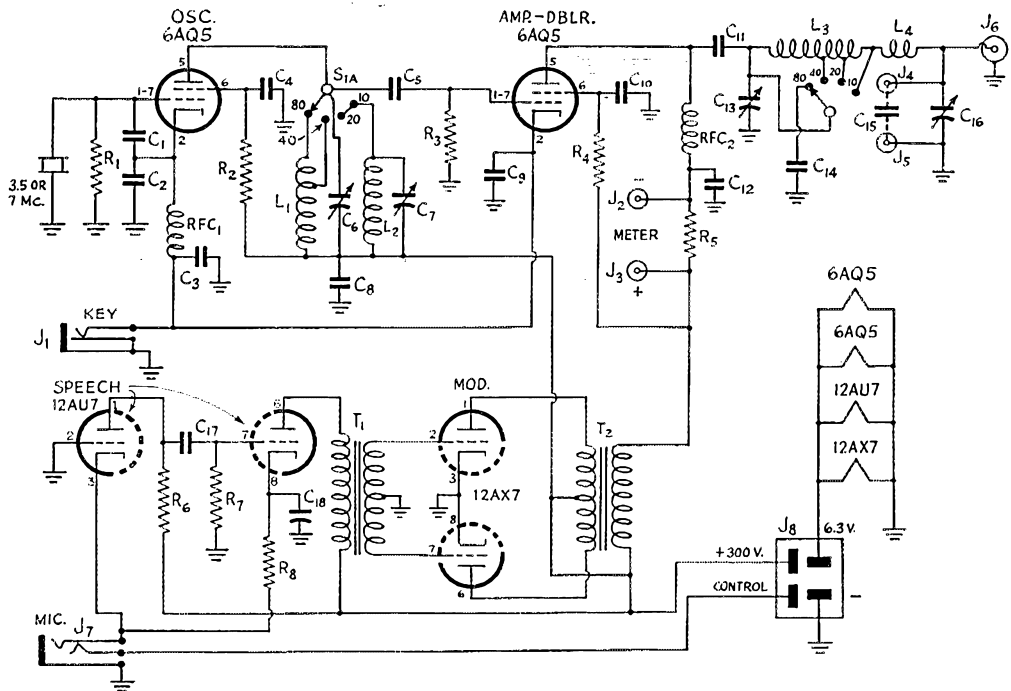 OSC.
6AQ5
AMP.-DBLR.
6AQ5
5
1-7
6
2
C4
S1A
80
40
10
20
C5
R3
5
1-7
6
2
C10
C11
L3
L4
J6
80
40
20
10
J4
C13
C15
C16
J5
C14
3.5 OR
7 MC.
R1
C1
C2
R2
L1
C6
L2
C7
C9
R4
RFC2
C12
J2
–
METER
R5
J3
+
RFC1
C3
C8
KEY
J1
6AQ5
6AQ5
12AU7
12AX7
SPEECH
12AU7
1
2
3
C17
R6
R7
6
7
8
C18
R8
T1
MOD.
1
2
3
12AX7
8
7
6
T2
J8
6.3 V.
+300 V.
CONTROL
–
MIC.
J7